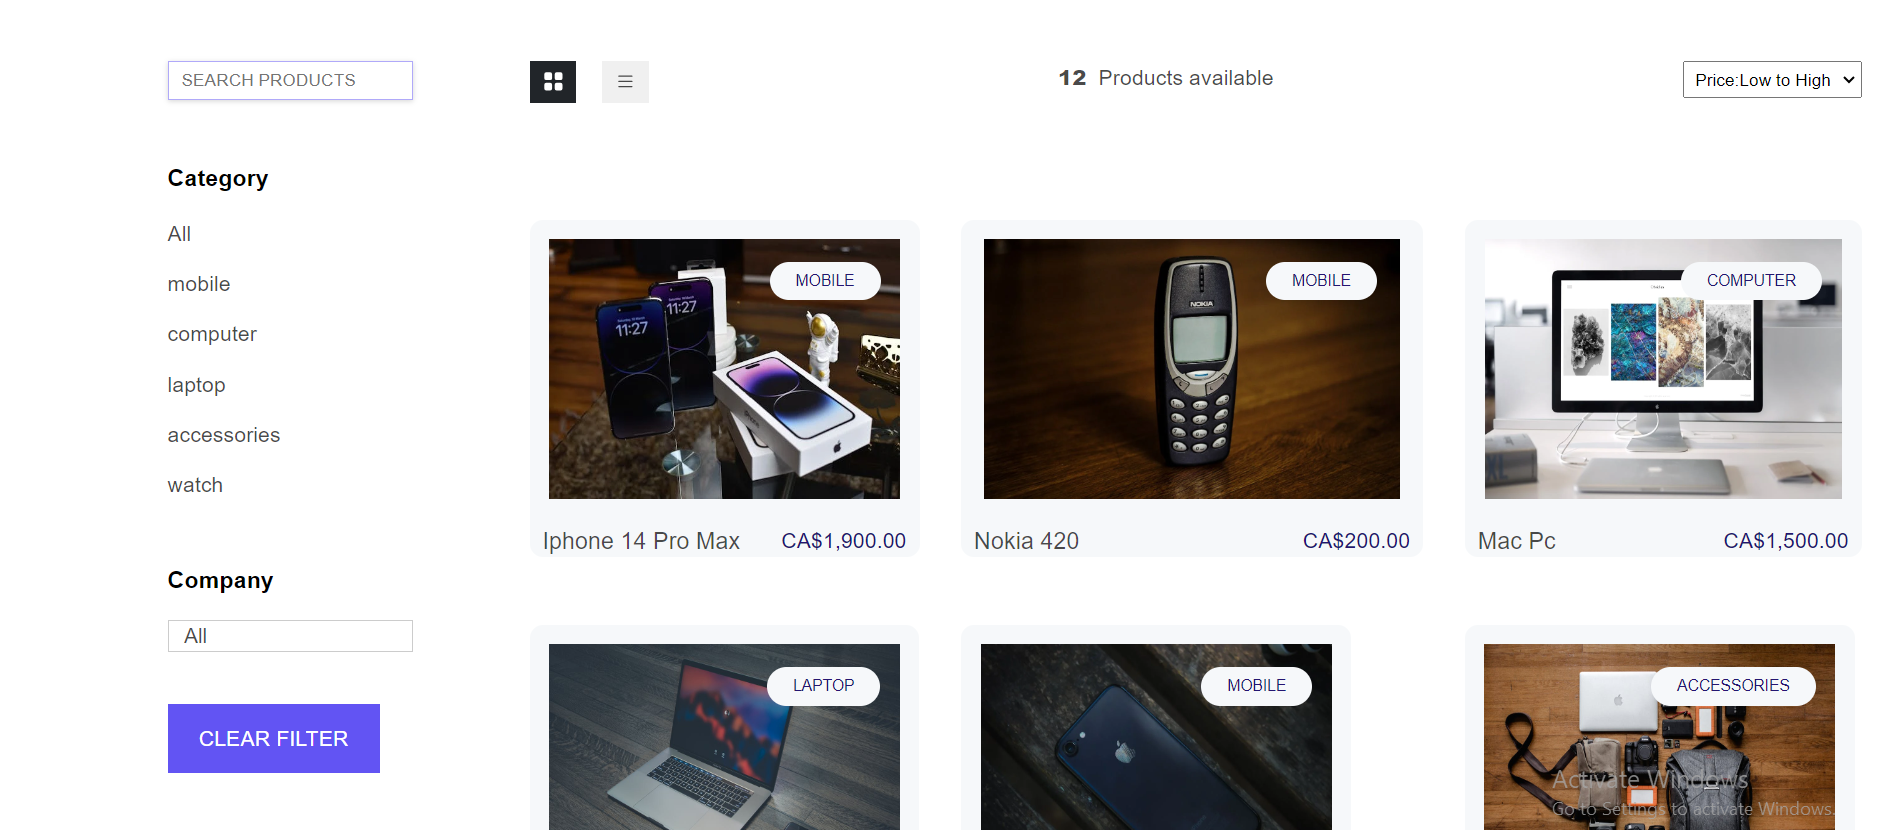 SEARCH PRODUCTS
12 Products available
Price:Low to High
Category
All
mobile
computer
laptop
accessories
watch
Company
All
CLEAR FILTER
MOBILE
11:27
11:27
Iphone 14 Pro Max
CA$1,900.00
MOBILE
NOKIA
Nokia 420
CA$200.00
COMPUTER
Mac Pc
CA$1,500.00
LAPTOP
MOBILE
ACCESSORIES
Activate Windows
Go to Settings to activate Windows.